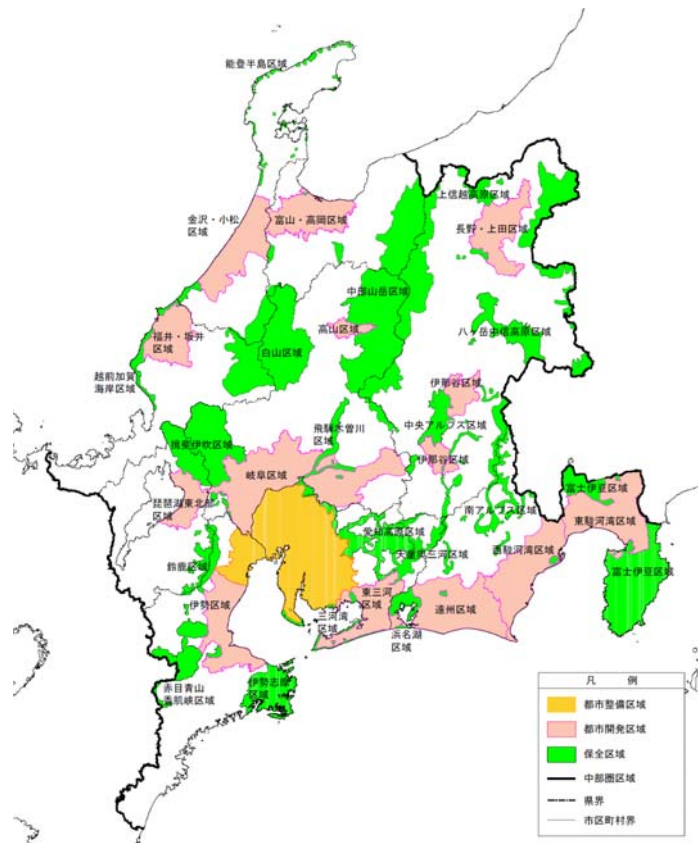 能登半島区域
上信越高原区域
金沢・小松
区域
富山・高岡区域
長野・上田区域
中部山岳区域
高山区域
八ヶ岳中信高原区域
福井・坂井
区域
白山区域
越前加賀
海岸区域
伊那谷区域
飛騨木曽川
区域
中央アルプス区域
揖斐伊吹区域
伊那谷区域
岐阜区域
富士伊豆区域
琵琶湖東北部
区域
南アルプス区域
東駿河湾区域
愛知高原区域
天竜奥三河区域
西駿河湾区域
鈴鹿区域
富士伊豆区域
伊勢区域
東三河
区域
遠州区域
三河湾
区域
浜名湖
区域
赤目青山
香肌峡区域
伊勢志摩
区域
凡 例
都市整備区域
都市開発区域
保全区域
中部圏区域
県界
市区町村界